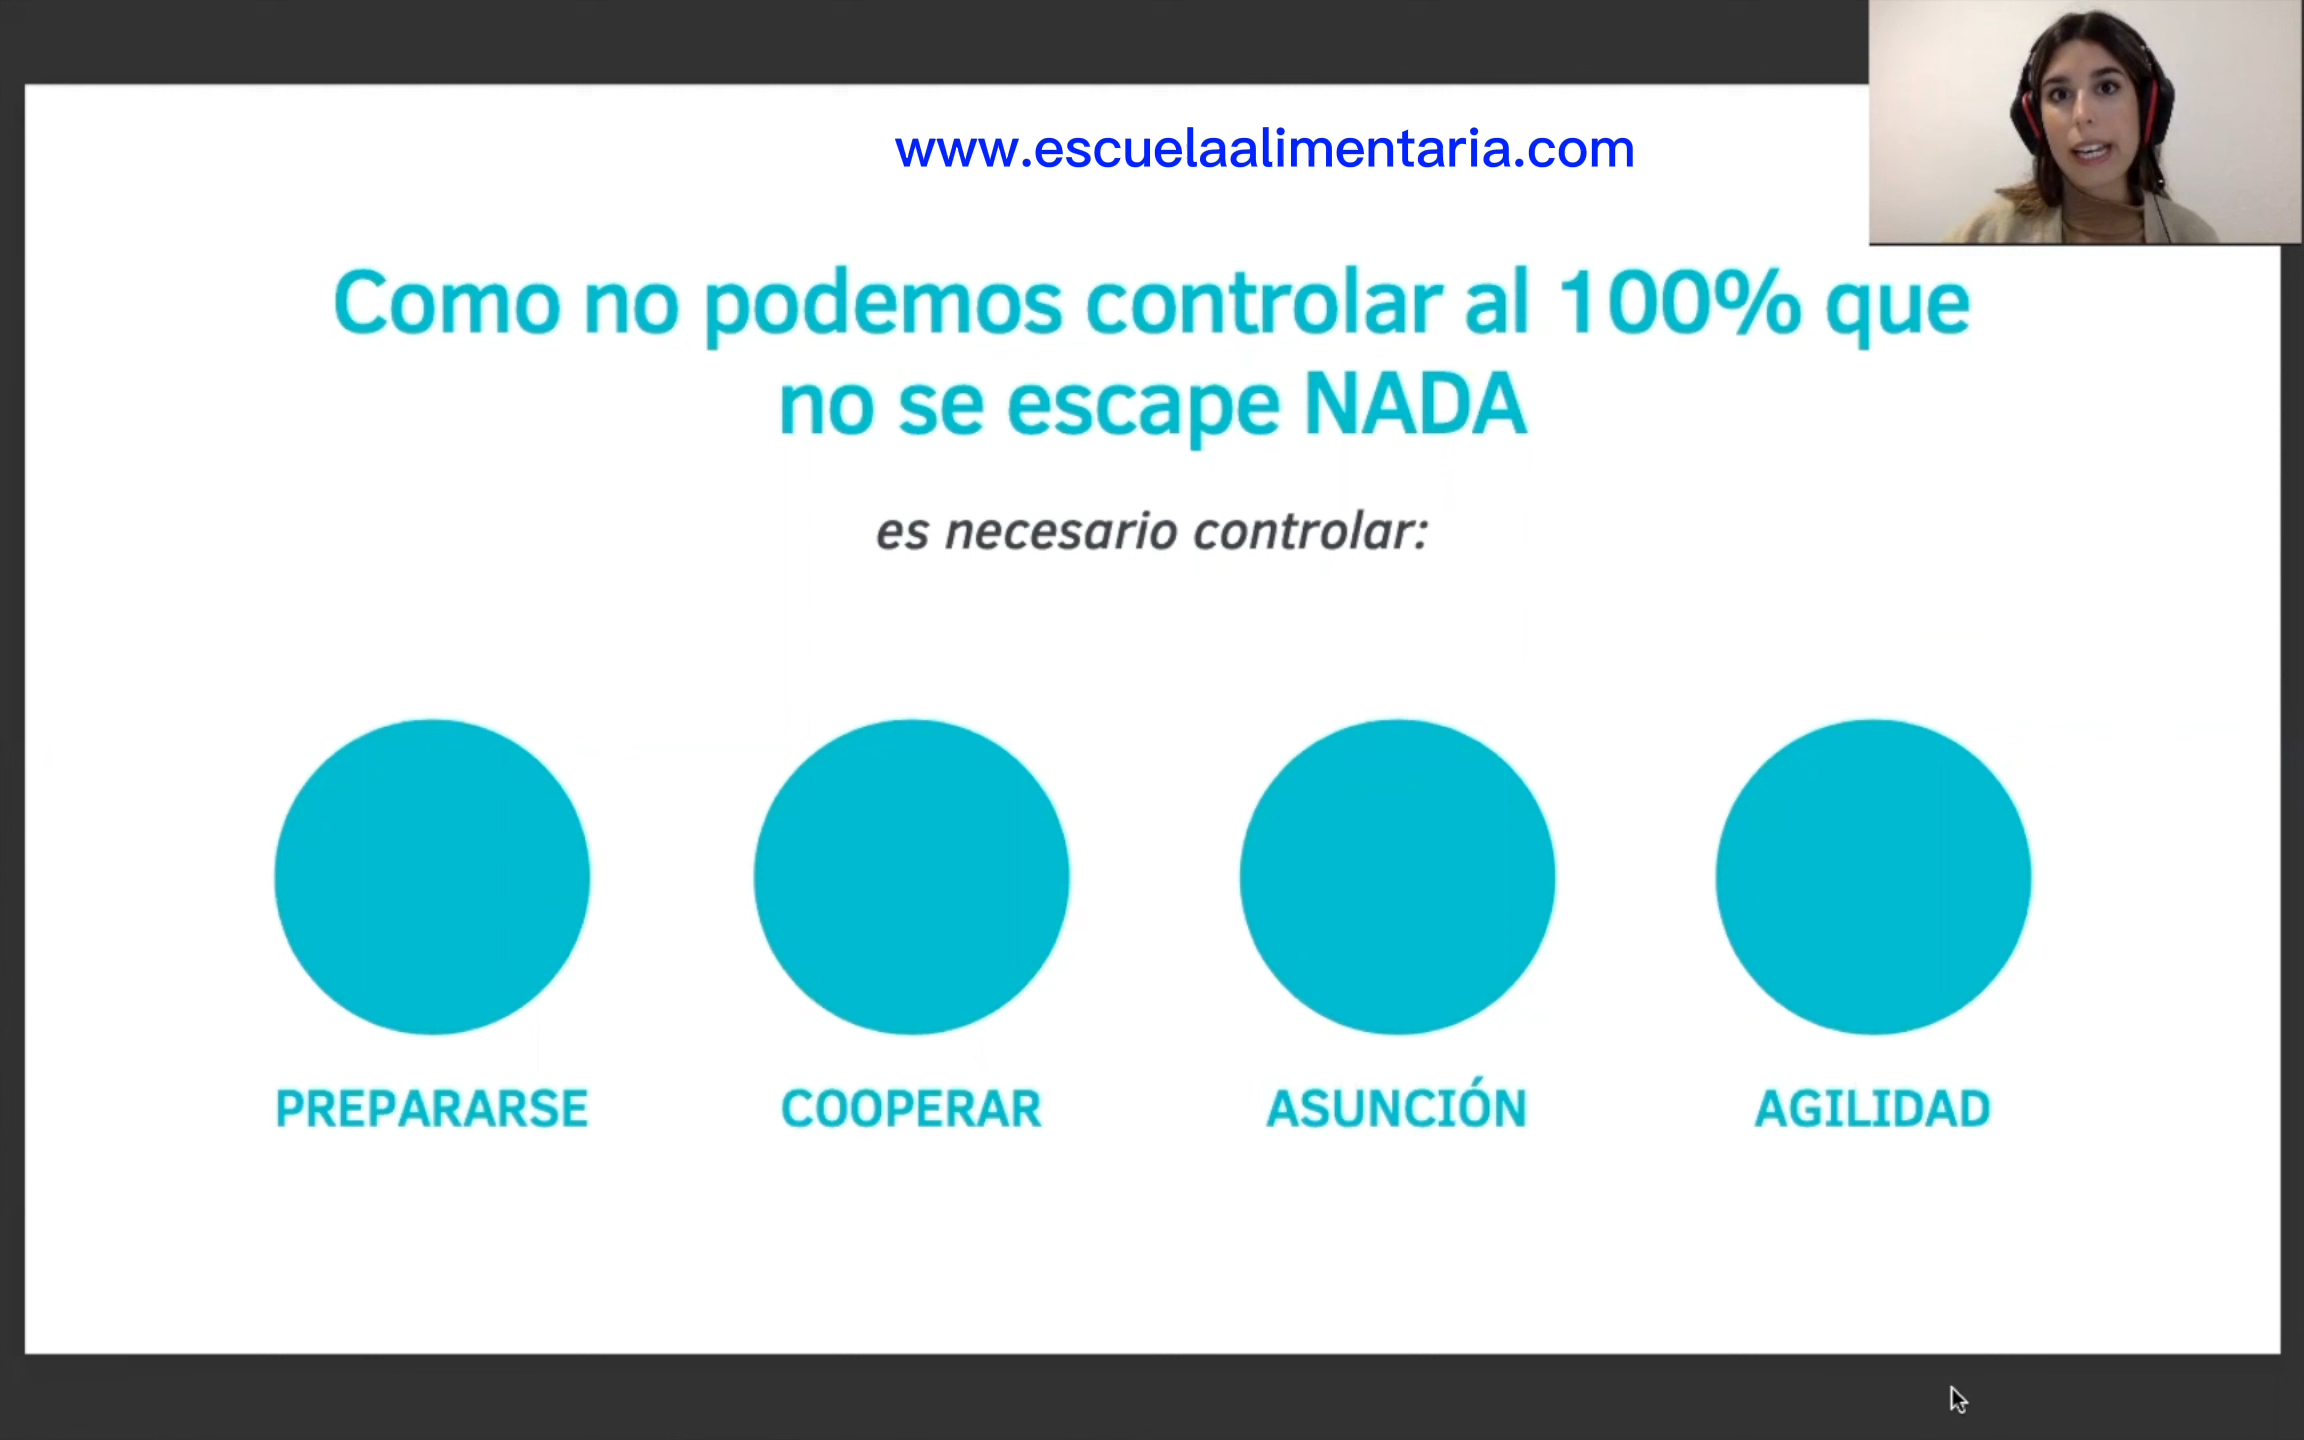 www.escuelaalimentaria.com
Como no podemos controlar al 100% que
no se escape NADA
es necesario controlar:
PREPARARSE
COOPERAR
ASUNCIÓN
AGILIDAD